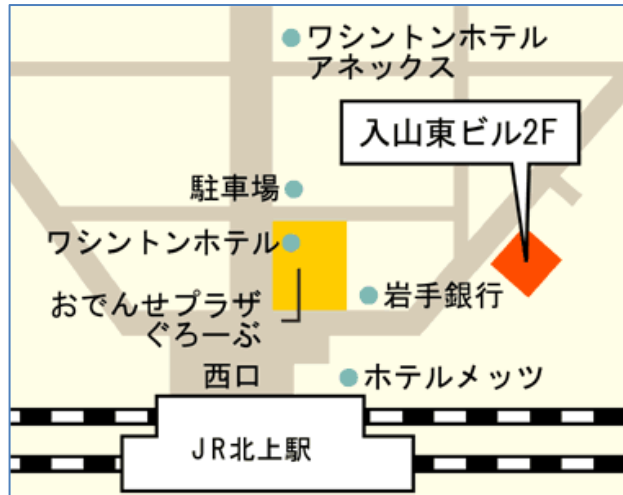 ワシントンホテル
アネックス
入山東ビル2F
駐車場
ワシントンホテル
おでんせプラザ
ぐろーぶ
岩手銀行
西口
ホテルメッツ
JR北上駅